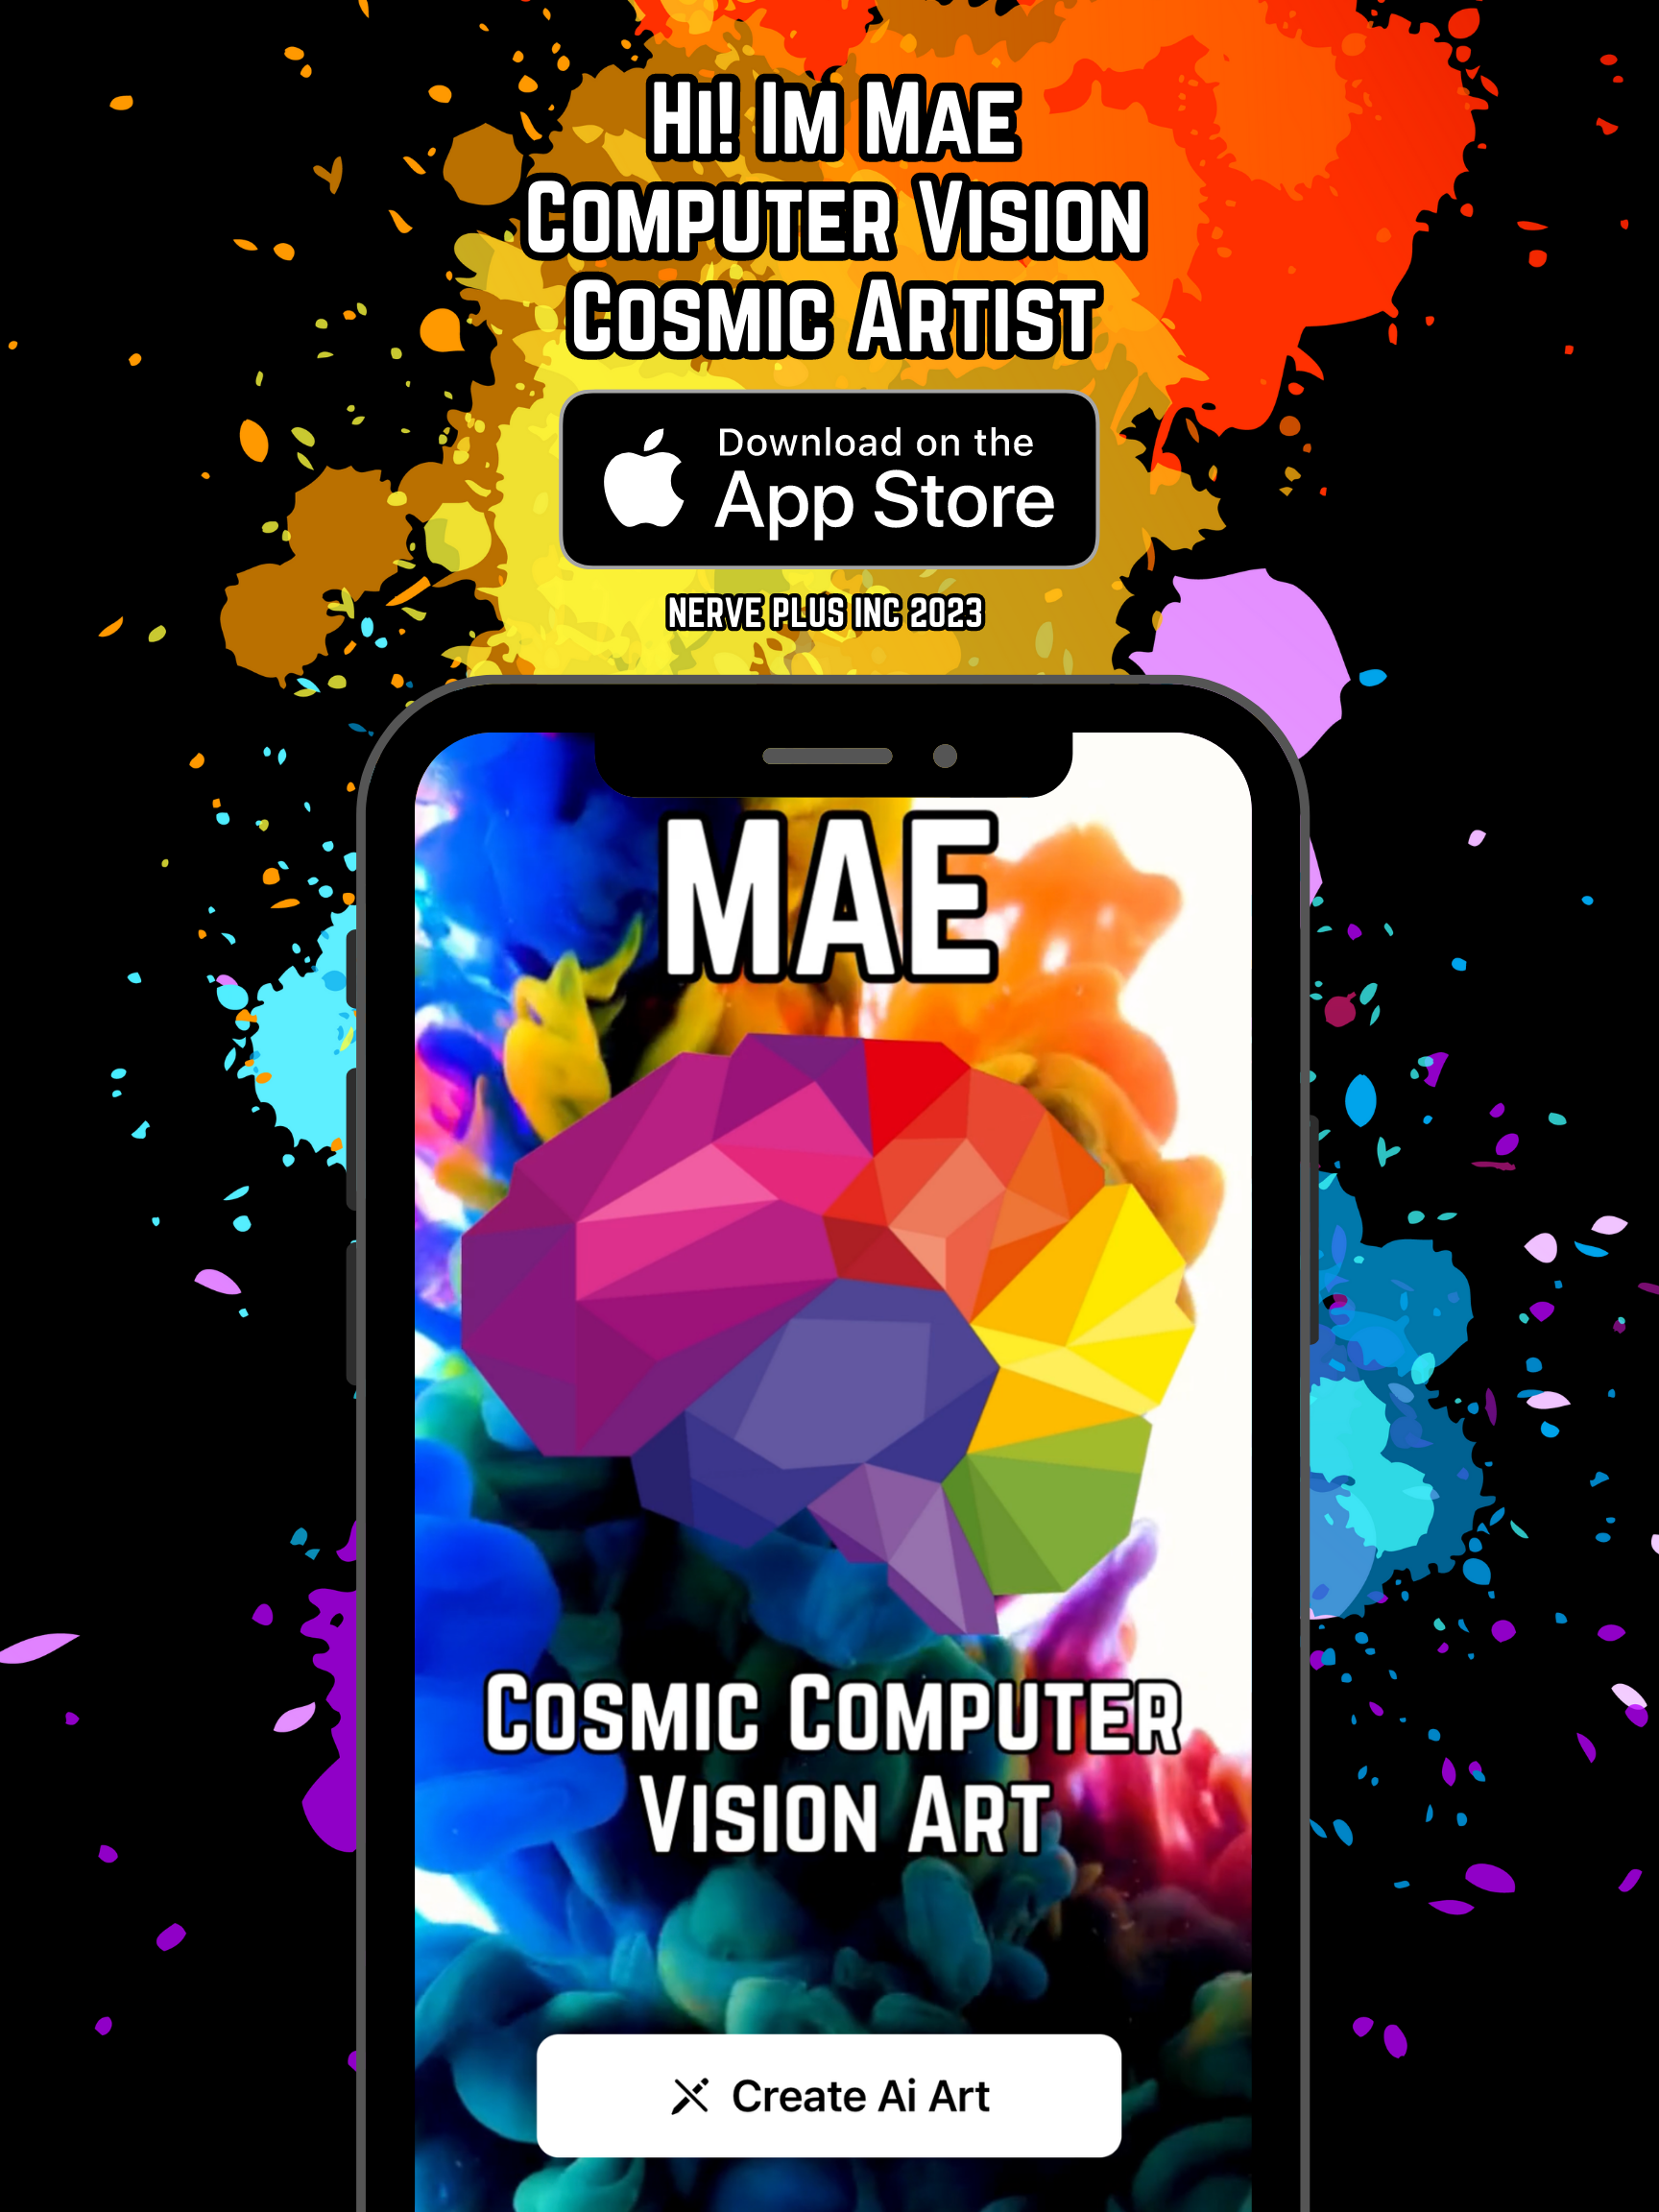 Hi! Im Mae
Computer Vision
Cosmic Artist
Download on the
App Store
NERVE PLUS INC 2023
MAE
Cosmic Computer
Vision Art
Create Ai Art